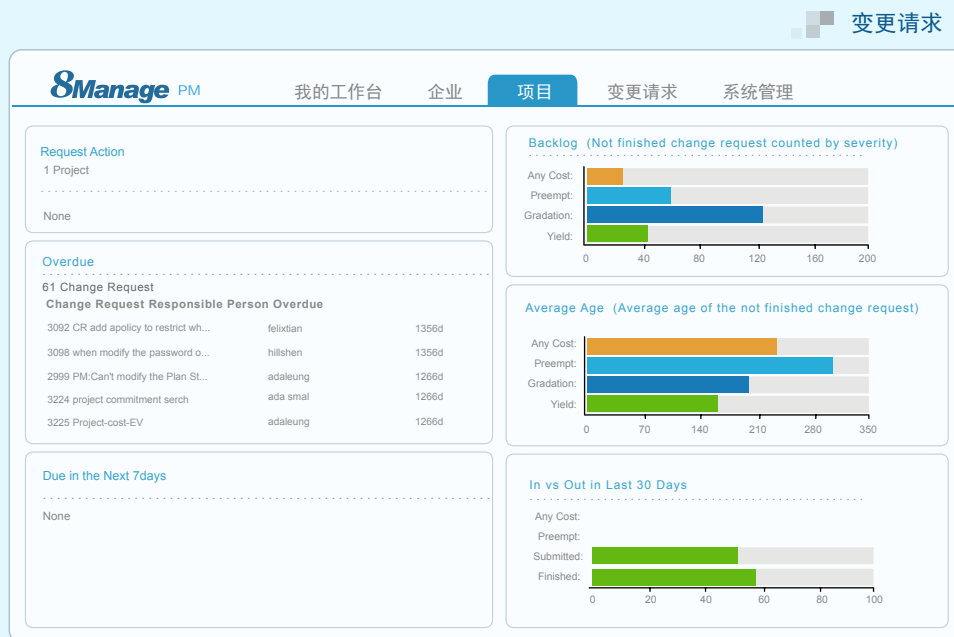 变更请求
8Manage PM
我的工作台 企业 项目 变更请求 系统管理
Request Action
1 Project
None
Overdue
61 Change Request
Change Request Responsible Person Overdue
3092 CR add apolicy to restrict wh... felixtian 1356d
3098 when modify the password o... hillshen 1356d
2999 PM:Can't modify the Plan St... adaleung 1266d
3224 project commitment serch ada smal 1266d
3225 Project-cost-EV adaleung 1266d
Due in the Next 7days
None
Backlog (Not finished change request counted by severity)
Any Cost:
Preempt:
Gradation:
Yield:
0 40 80 120 160 200
Average Age (Average age of the not finished change request)
Any Cost:
Preempt:
Gradation:
Yield:
0 70 140 210 280 350
In vs Out in Last 30 Days
Any Cost:
Preempt:
Submitted:
Finished:
0 20 40 60 80 100